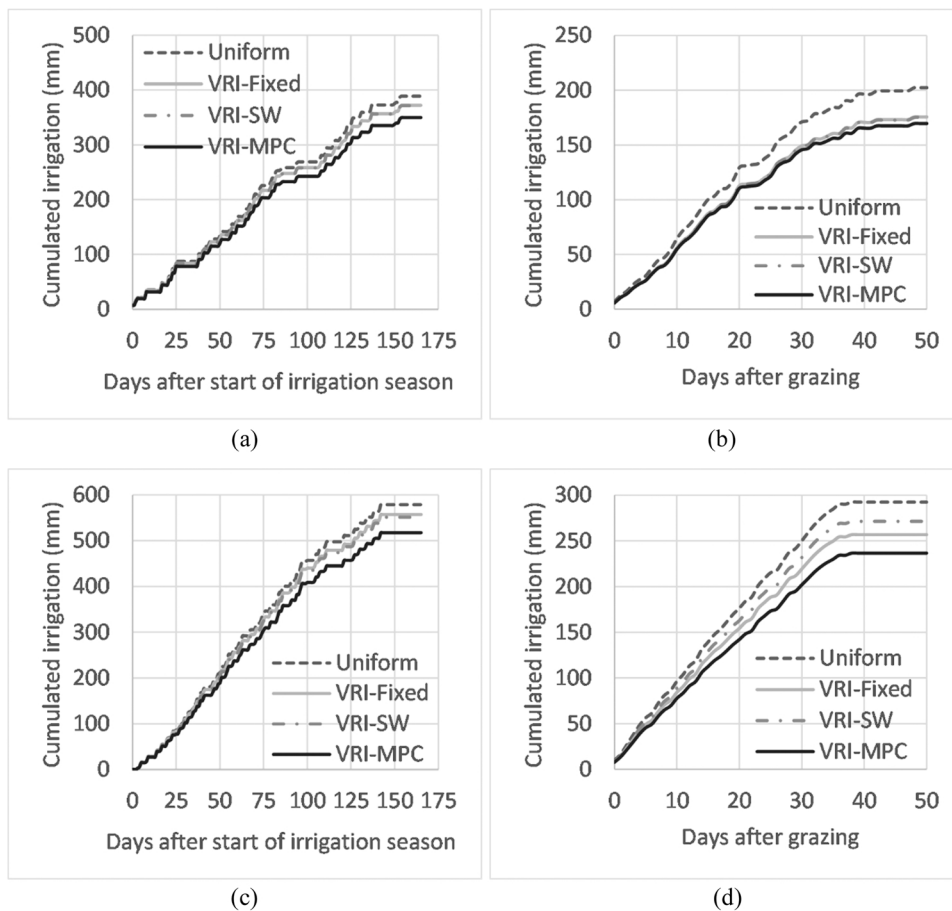 500
400
300
200
100
0
Cumulated irrigation (mm)
Uniform
VRI-Fixed
VRI-SW
VRI-MPC
0 25 50 75 100 125 150 175
Days after start of irrigation season
(a)
250
200
150
100
50
0
Cumulated irrigation (mm)
Uniform
VRI-Fixed
VRI-SW
VRI-MPC
0 10 20 30 40 50
Days after grazing
(b)
600
500
400
300
200
100
0
Cumulated irrigation (mm)
Uniform
VRI-Fixed
VRI-SW
VRI-MPC
0 25 50 75 100 125 150 175
Days after start of irrigation season
(c)
300
250
200
150
100
50
0
Cumulated irrigation (mm)
Uniform
VRI-Fixed
VRI-SW
VRI-MPC
0 10 20 30 40 50
Days after grazing
(d)